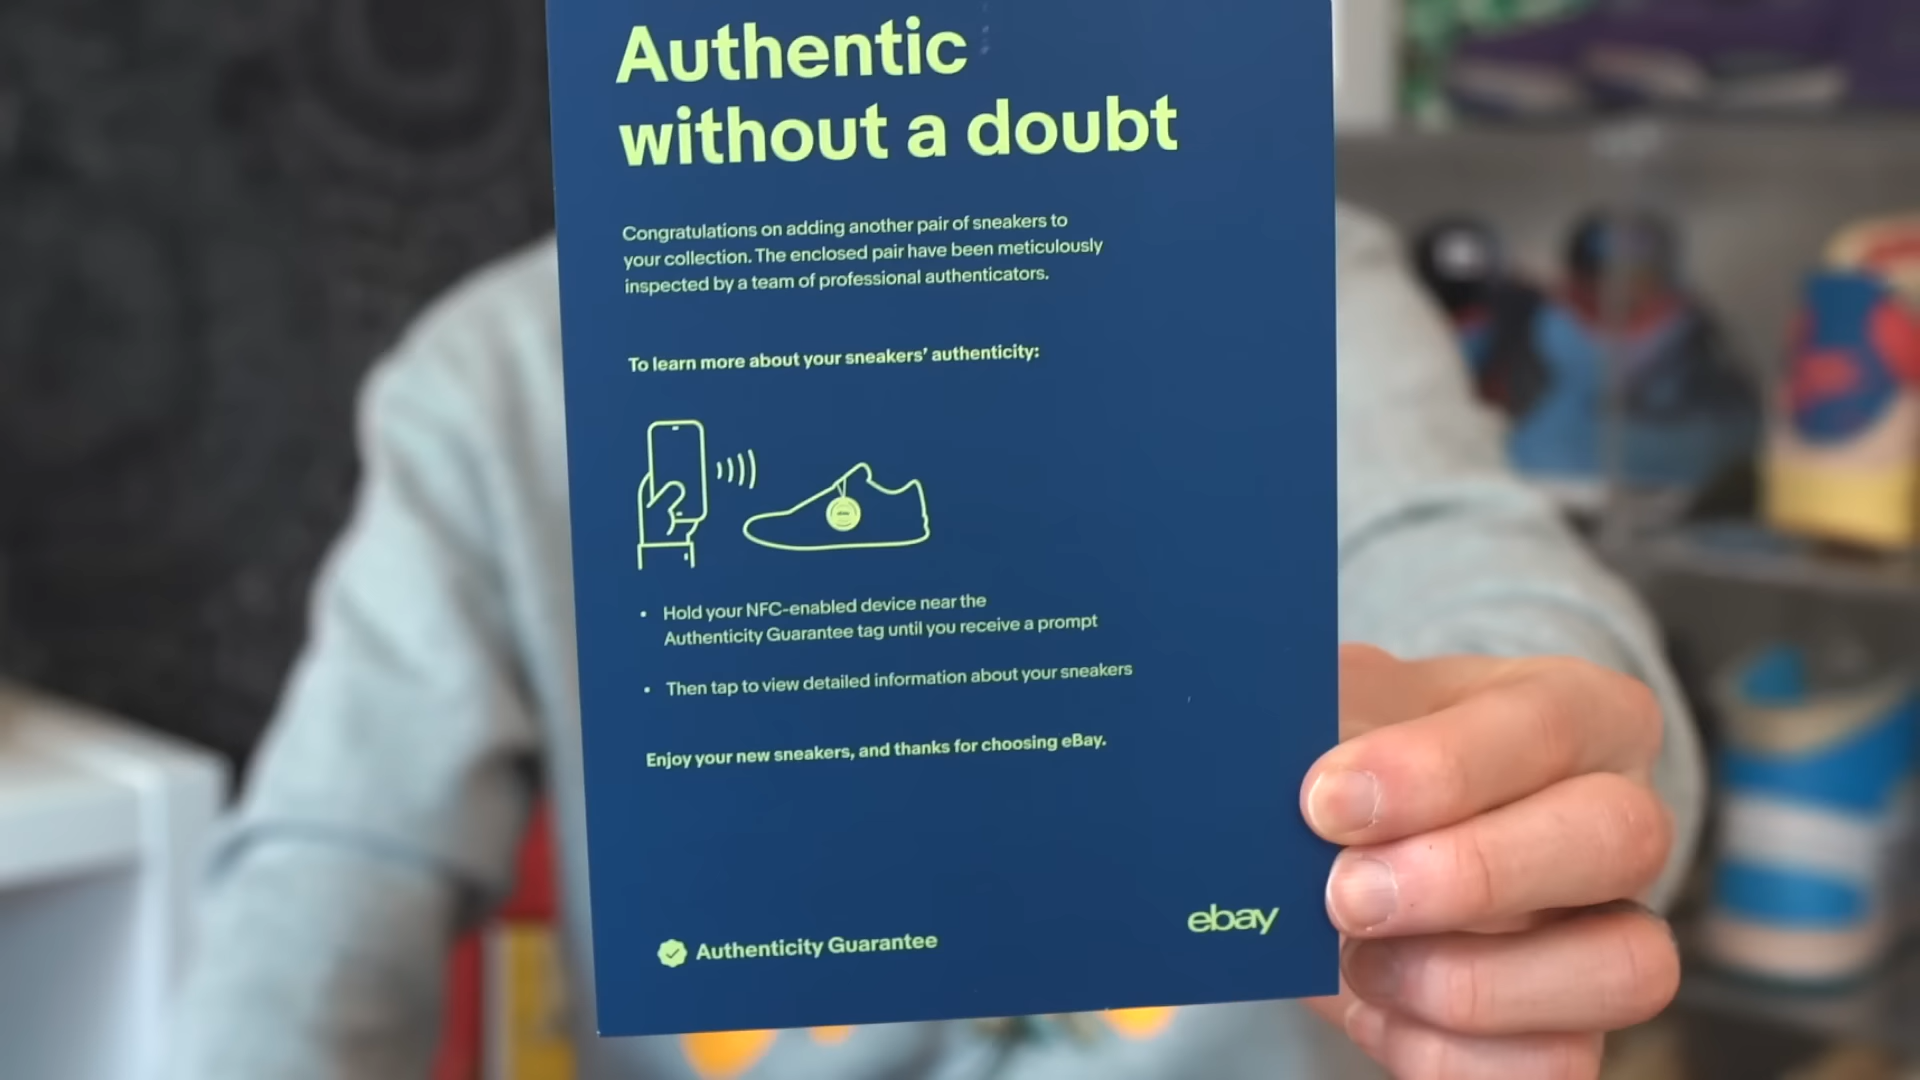 Authentic
without a doubt
Congratulations on adding another pair of sneakers to
your collection. The enclosed pair have been meticulously
inspected by a team of professional authenticators.
To learn more about your sneakers' authenticity:
• Hold your NFC-enabled device near the
Authenticity Guarantee tag until you receive a prompt
• Then tap to view detailed information about your sneakers
Enjoy your new sneakers, and thanks for choosing eBay.
Authenticity Guarantee
ebay